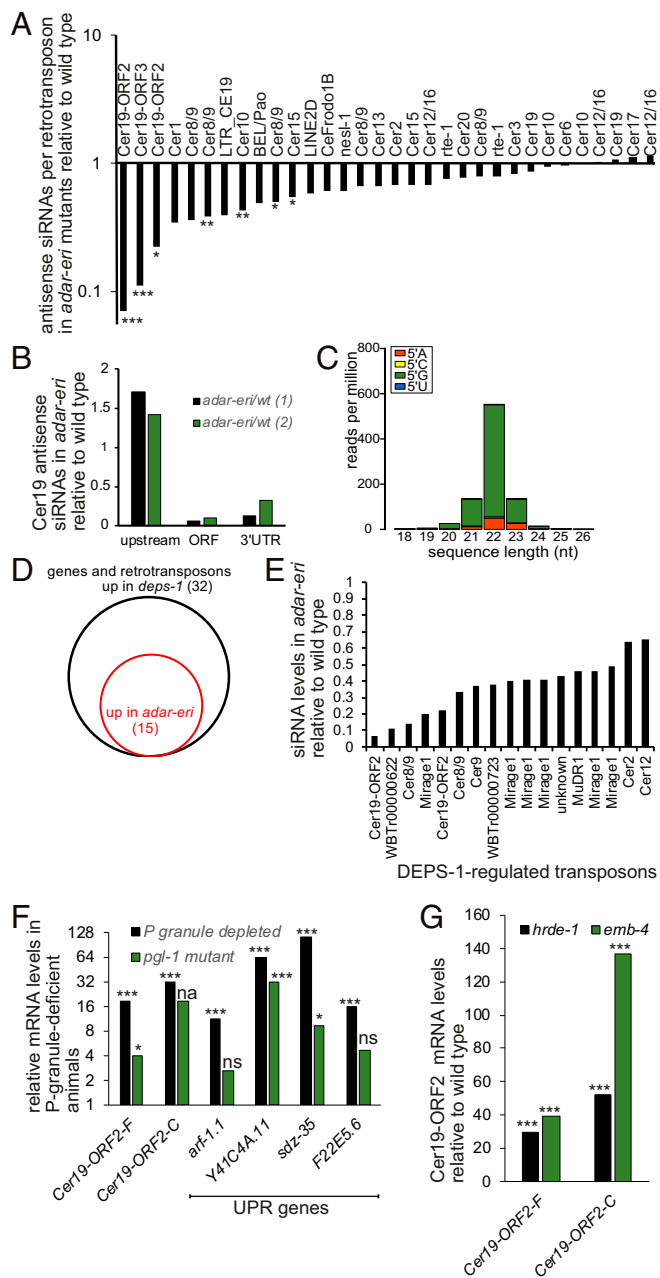 A
antisense siRNAs per retrotransposon
in adar-eri mutants relative to wild type
10
1
0.1
Cer19-ORF2
Cer19-ORF3
Cer19-ORF2
Cer1
Cer8/9
Cer8/9
LTR_CE19
Cer10
BEL/Pao
Cer8/9
Cer15
LINE2D
CeFrodo1B
nesl-1
Cer8/9
Cer13
Cer2
Cer15
Cer12/16
rte-1
Cer20
Cer8/9
rte-1
Cer3
Cer19
Cer10
Cer6
Cer10
Cer12/16
Cer19
Cer17
Cer12/16
***
***
*
**
**
*
*
B
Cer19 antisense
siRNAs in adar-eri
relative to wild type
2
1.5
1
0.5
0
adar-eri/wt (1)
adar-eri/wt (2)
upstream ORF 3'UTR
C
reads per million
800
600
400
200
0
5'A
5'C
5'G
5'U
18 19 20 21 22 23 24 25 26
sequence length (nt)
D
genes and retrotransposons
up in deps-1 (32)
up in adar-eri
(15)
E
siRNA levels in adar-eri
relative to wild type
1
0.9
0.8
0.7
0.6
0.5
0.4
0.3
0.2
0.1
0
Cer19-ORF2
WBTr00000622
Cer8/9
Mirage1
Cer19-ORF2
Cer8/9
Cer9
WBTr00000723
Mirage1
Mirage1
Mirage1
unknown
MuDR1
Mirage1
Mirage1
Cer2
Cer12
DEPS-1-regulated transposons
F
relative mRNA levels in
P-granule-deficient
animals
128
64
32
16
8
4
2
1
P granule depleted
pgl-1 mutant
***
*
***
na
***
ns
***
***
***
*
***
ns
Cer19-ORF2-F
Cer19-ORF2-C
arf-1.1
Y41C4A.11
sdz-35
F22E5.6
UPR genes
G
Cer19-ORF2 mRNA levels
relative to wild type
160
140
120
100
80
60
40
20
0
hrde-1 emb-4
***
***
***
***
Cer19-ORF2-F
Cer19-ORF2-C